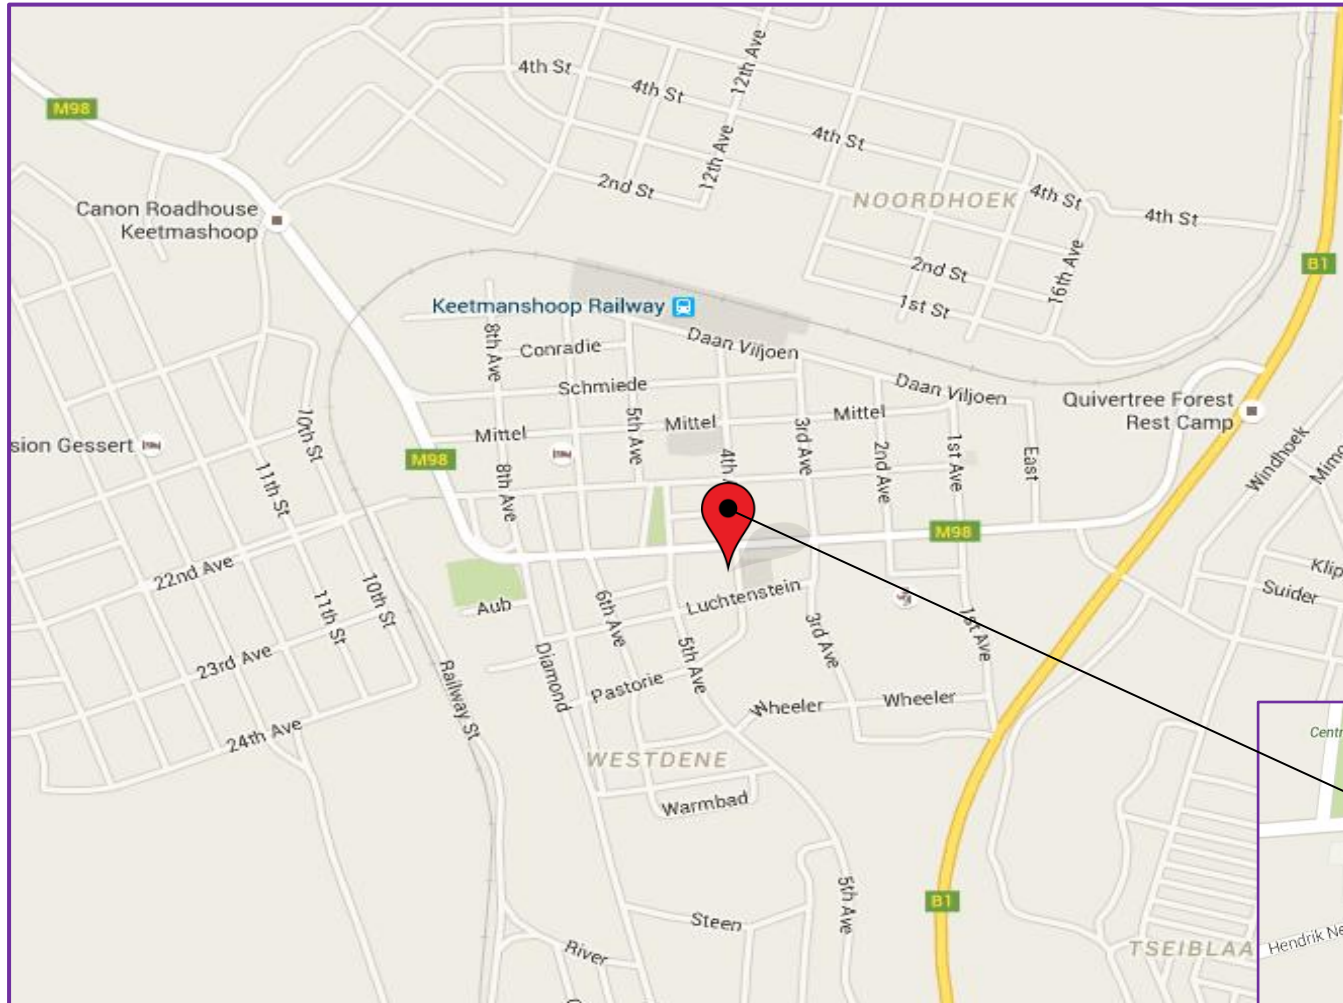 4th St
12th Ave
4th St
M98
4th St
12th Ave
2nd St
NOORDHOEK
4th St
4th St
Canon Roadhouse
Keetmashoop
2nd St
16th Ave
B1
1st St
Keetmanshoop Railway
8th Ave
Conradie
Daan Viljoen
Schmiede
Daan Viljoen
Quivertree Forest
Rest Camp
5th Ave
Mittel
Mittel
Mittel
3rd Ave
2nd Ave
1st Ave
East
sion Gessert
10th St
M98
8th Ave
4th
11th St
Windhoek
M98
22nd Ave
10th St
11th St
Aub
6th Ave
Luchtenstein
3rd Ave
1st Ave
Klip
Suider
23rd Ave
Diamond
5th Ave
Pastorie
Railway St
Wheeler
Wheeler
24th Ave
WESTDENE
Warmbad
Centr
5th Ave
B1
Steen
River
TSEIBLAA
Hendrik Ne